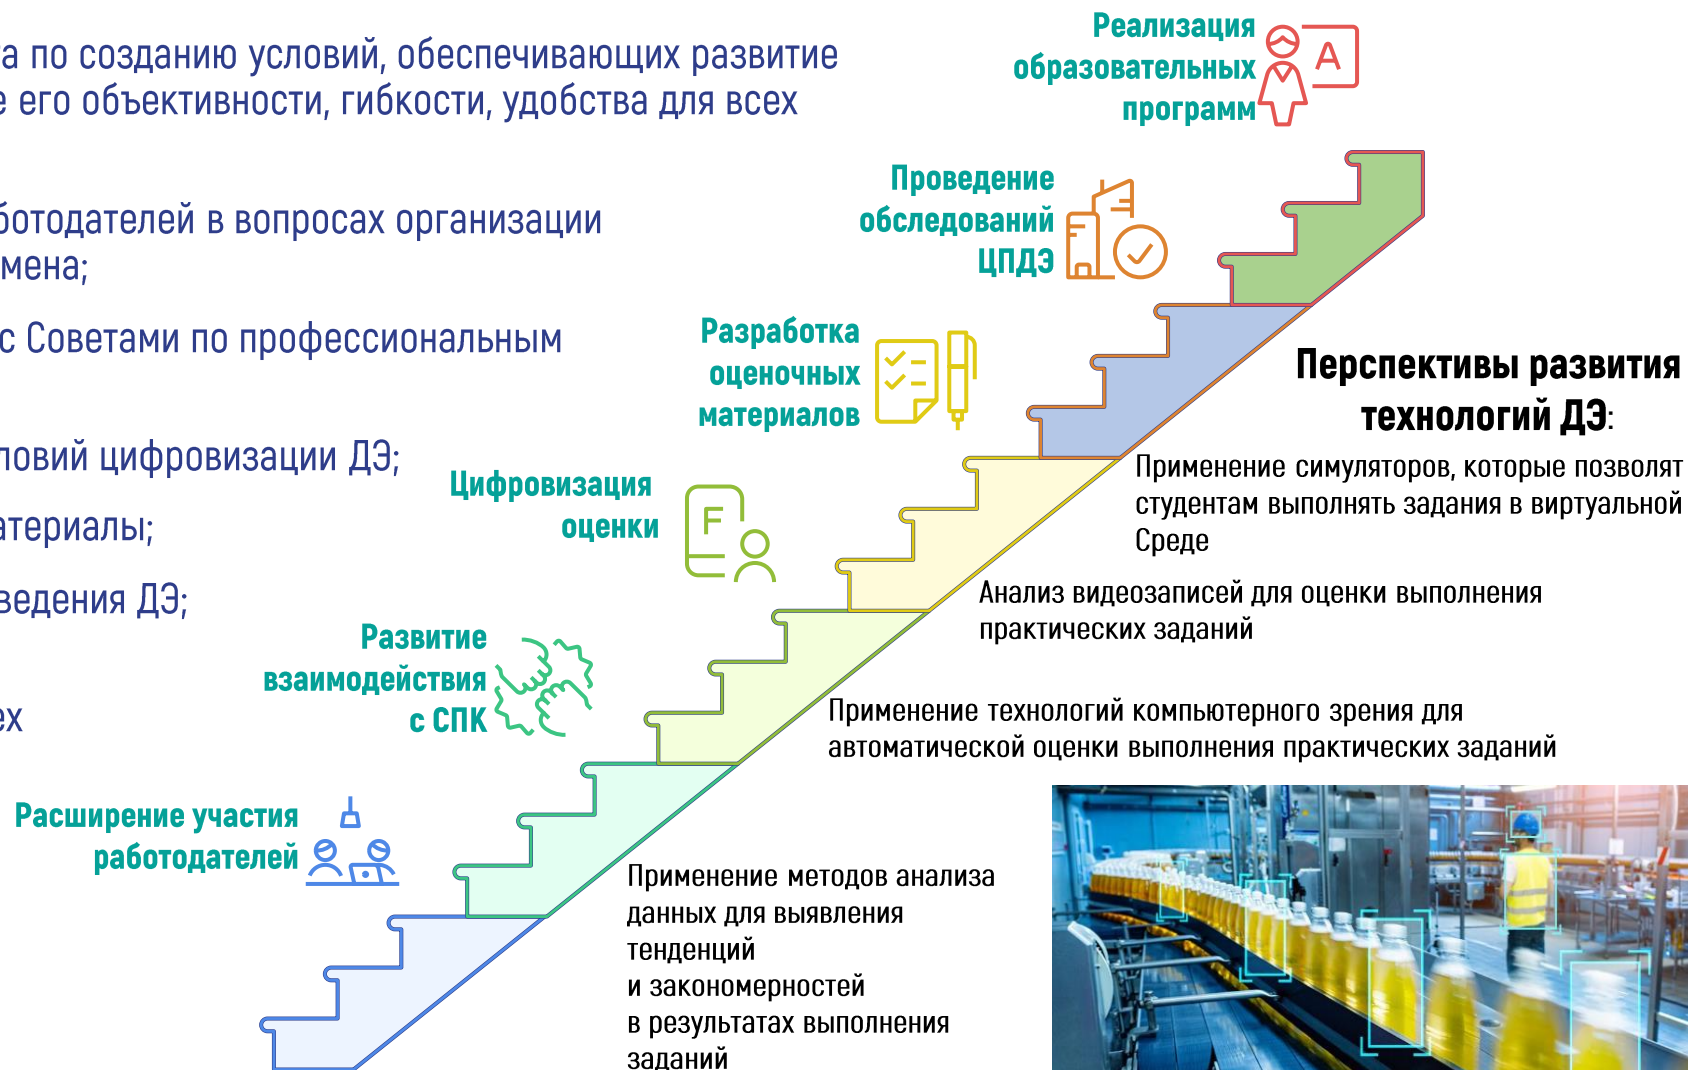 та по созданию условий, обеспечивающих развитие
е его объективности, гибкости, удобства для всех
ботодателей в вопросах организации
мена;
с Советами по профессиональным
ловий цифровизации ДЭ;
атериалы;
ведения ДЭ;
ех
Реализация
образовательных
программ
A
Проведение
обследований
ЦПДЭ
Разработка
оценочных
материалов
Цифровизация
оценки
F
Развитие
взаимодействия
с СПК
Расширение участия
работодателей
Перспективы развития
технологий ДЭ:
Применение симуляторов, которые позволят
студентам выполнять задания в виртуальной
Среде
Анализ видеозаписей для оценки выполнения
практических заданий
Применение технологий компьютерного зрения для
автоматической оценки выполнения практических заданий
Применение методов анализа
данных для выявления
тенденций
и закономерностей
в результатах выполнения
заданий